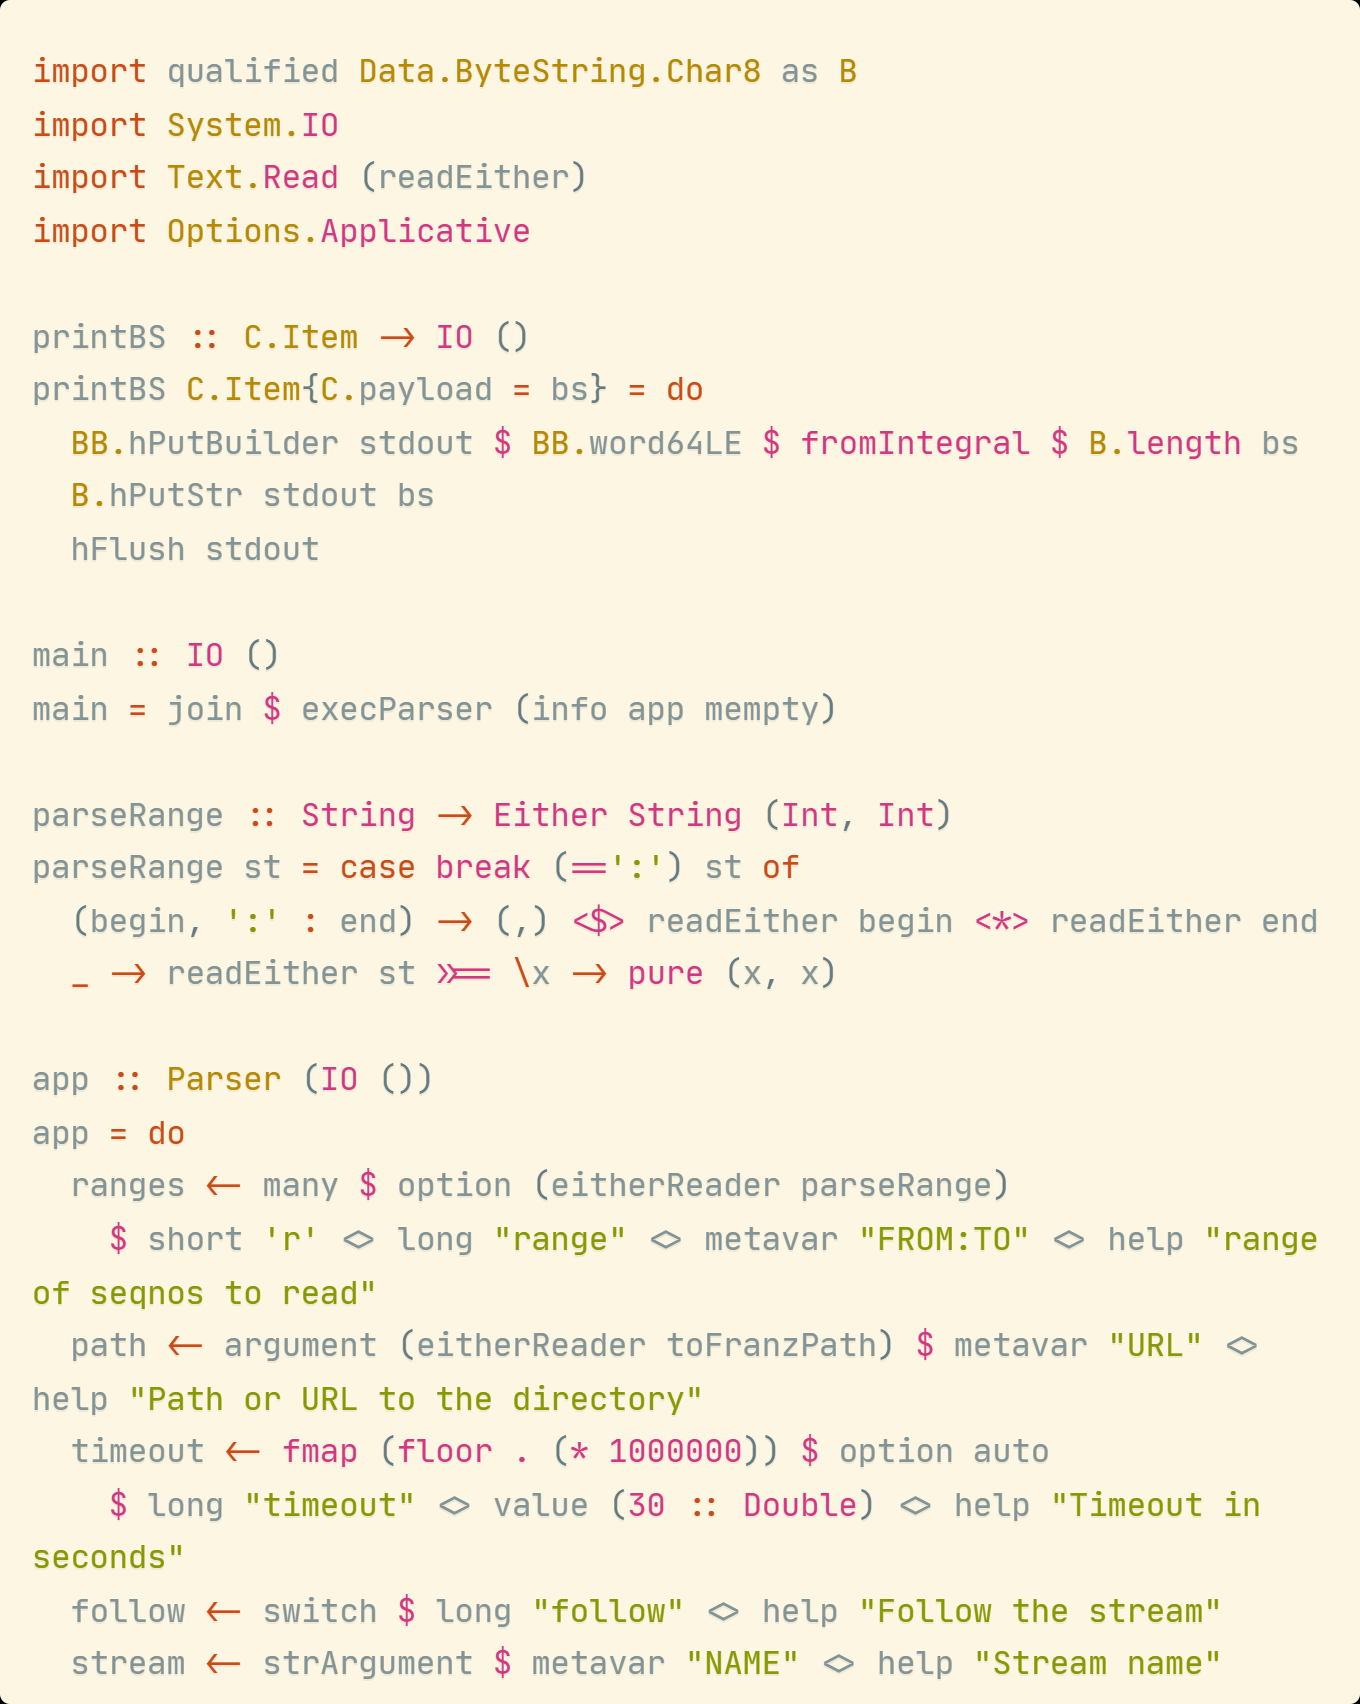 import qualified Data.ByteString.Char8 as B
import System.IO
import Text.Read (readEither)
import Options.Applicative

printBS :: C.Item -> IO ()
printBS C.Item{C.payload = bs} = do
  BB.hPutBuilder stdout $ BB.word64LE $ fromIntegral $ B.length bs
  B.hPutStr stdout bs
  hFlush stdout

main :: IO ()
main = join $ execParser (info app mempty)

parseRange :: String -> Either String (Int, Int)
parseRange st = case break (==':') st of
  (begin, ':' : end) -> (,) <$> readEither begin <*> readEither end
  _ -> readEither st >>= \x -> pure (x, x)

app :: Parser (IO ())
app = do
  ranges <- many $ option (eitherReader parseRange)
    $ short 'r' <> long "range" <> metavar "FROM:TO" <> help "range
of seqnos to read"
  path <- argument (eitherReader toFranzPath) $ metavar "URL" <>
help "Path or URL to the directory"
  timeout <- fmap (floor . (* 1000000)) $ option auto
    $ long "timeout" <> value (30 :: Double) <> help "Timeout in
seconds"
  follow <- switch $ long "follow" <> help "Follow the stream"
  stream <- strArgument $ metavar "NAME" <> help "Stream name"